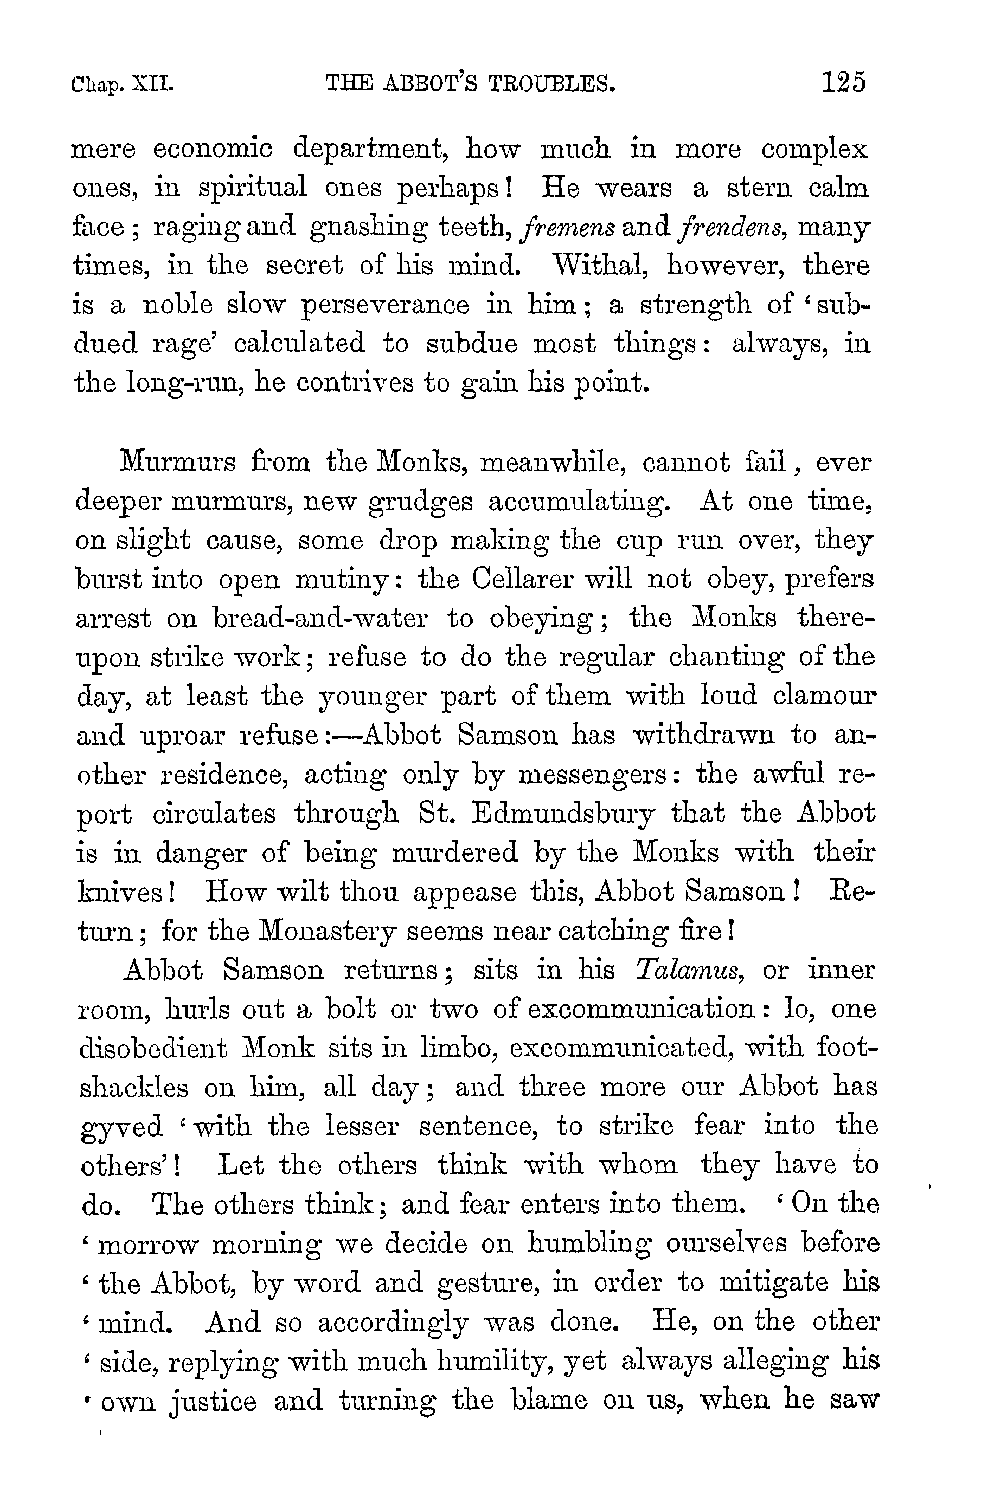 Chap. XII. THE ABBOT'S TROUBLES. 125
mere economic department, how much in more complex
ones, in spiritual ones perhaps! He wears a stern calm
face; raging and gnashing teeth, fremens and frendens, many
times, in the secret of his mind. Withal, however, there
is a noble slow perseverance in him; a strength of 'sub-
dued rage' calculated to subdue most things: always, in
the long-run, he contrives to gain his point.
Murmurs from the Monks, meanwhile, cannot fail, ever
deeper murmurs, new grudges accumulating. At one time,
on slight cause, some drop making the cup run over, they
burst into open mutiny: the Cellarer will not obey, prefers
arrest on bread-and-water to obeying; the Monks there-
upon strike work; refuse to do the regular chanting of the
day, at least the younger part of them with loud clamour
and uproar refuse:—Abbot Samson has withdrawn to an-
other residence, acting only by messengers: the awful re-
port circulates through St. Edmundsbury that the Abbot
is in danger of being murdered by the Monks with their
knives! How wilt thou appease this, Abbot Samson! Re-
turn; for the Monastery seems near catching fire!
Abbot Samson returns; sits in his Talamus, or inner
room, hurls out a bolt or two of excommunication: lo, one
disobedient Monk sits in limbo, excommunicated, with foot-
shackles on him, all day; and three more our Abbot has
gyved 'with the lesser sentence, to strike fear into the
others'! Let the others think with whom they have to
do. The others think; and fear enters into them. 'On the
'morrow morning we decide on humbling ourselves before
'the Abbot, by word and gesture, in order to mitigate his
'mind. And so accordingly was done. He, on the other
'side, replying with much humility, yet always alleging his
'own justice and turning the blame on us, when he saw